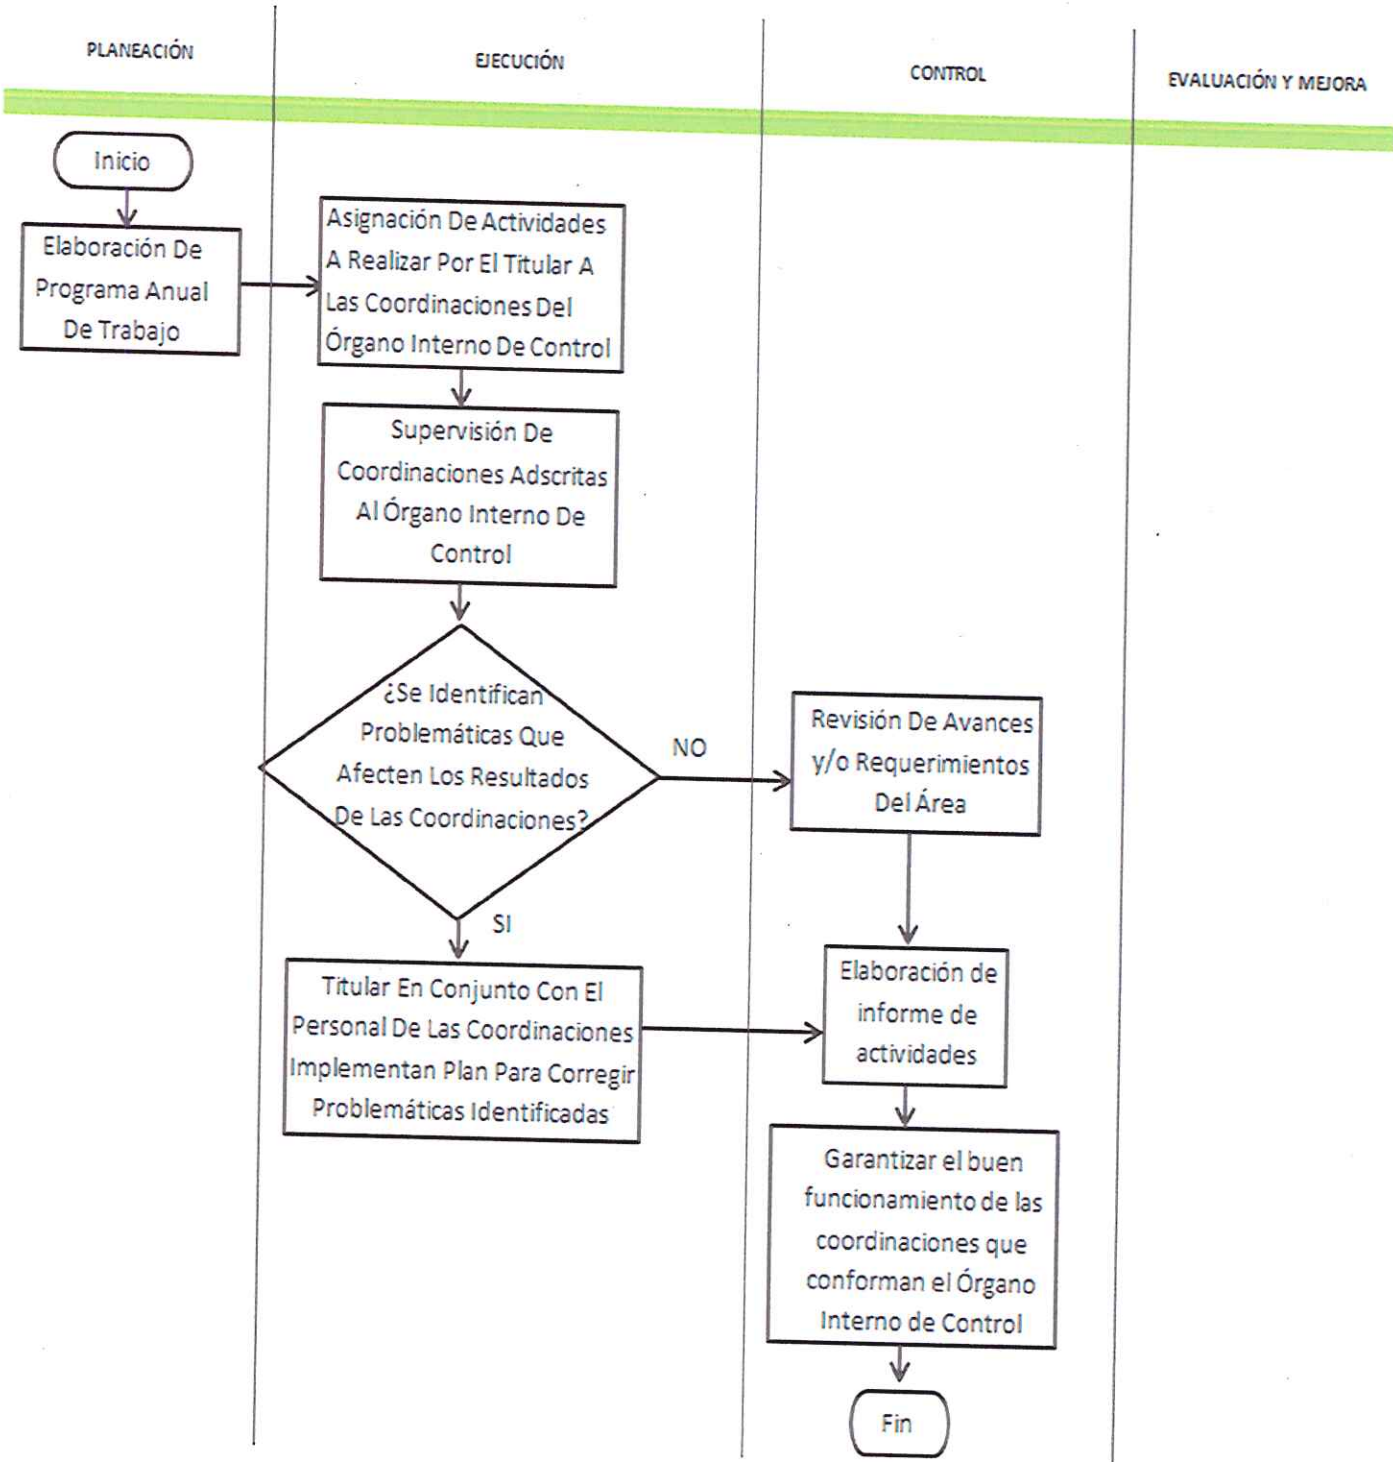 PLANEACIÓN
EJECUCIÓN
CONTROL
EVALUACIÓN Y MEJORA
Inicio
Elaboración De
Programa Anual
De Trabajo
Asignación De Actividades
A Realizar Por El Titular A
Las Coordinaciones Del
Órgano Interno De Control
Supervisión De
Coordinaciones Adscritas
Al Órgano Interno De
Control
¿Se Identifican
Problemáticas Que
Afecten Los Resultados
De Las Coordinaciones?
NO
SI
Revisión De Avances
y/o Requerimientos
Del Área
Titular En Conjunto Con El
Personal De Las Coordinaciones
Implementan Plan Para Corregir
Problemáticas Identificadas
Elaboración de
informe de
actividades
Garantizar el buen
funcionamiento de las
coordinaciones que
conforman el Órgano
Interno de Control
Fin